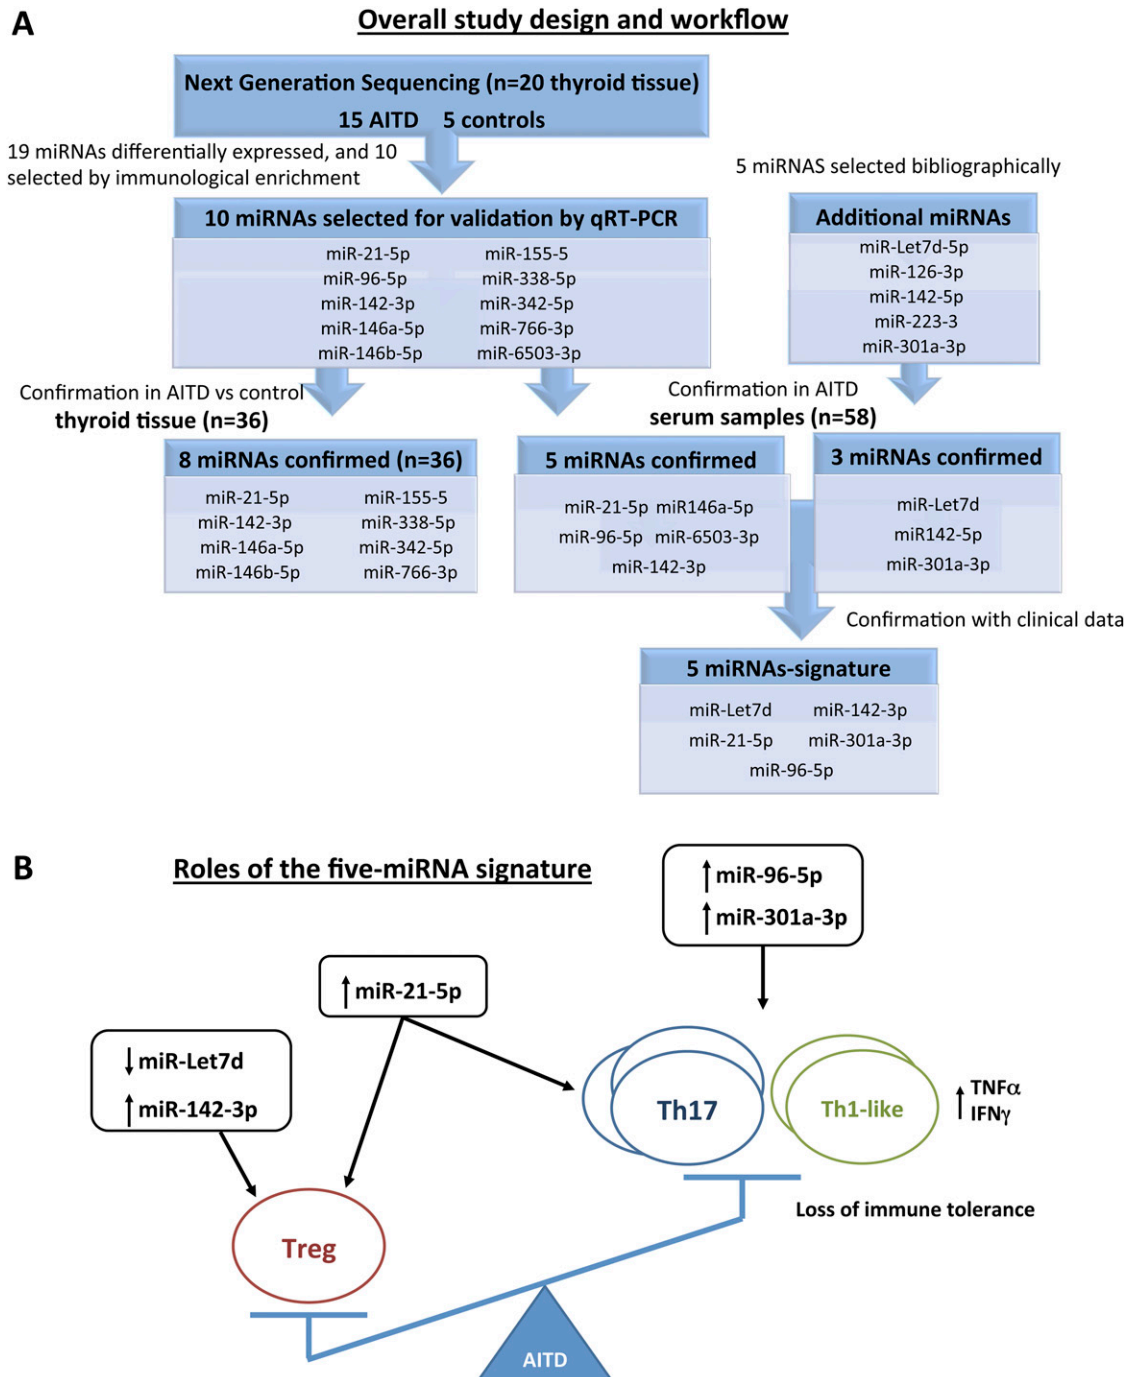 A
Overall study design and workflow
Next Generation Sequencing (n=20 thyroid tissue)
15 AITD 5 controls
19 miRNAs differentially expressed, and 10
selected by immunological enrichment
5 miRNAS selected bibliographically
10 miRNAs selected for validation by qRT-PCR
miR-21-5p miR-155-5
miR-96-5p miR-338-5p
miR-142-3p miR-342-5p
miR-146a-5p miR-766-3p
miR-146b-5p miR-6503-3p
Additional miRNAs
miR-Let7d-5p
miR-126-3p
miR-142-5p
miR-223-3
miR-301a-3p
Confirmation in AITD vs control
thyroid tissue (n=36)
Confirmation in AITD
serum samples (n=58)
8 miRNAs confirmed (n=36)
miR-21-5p miR-155-5
miR-142-3p miR-338-5p
miR-146a-5p miR-342-5p
miR-146b-5p miR-766-3p
5 miRNAs confirmed
miR-21-5p miR146a-5p
miR-96-5p miR-6503-3p
miR-142-3p
3 miRNAs confirmed
miR-Let7d
miR142-5p
miR-301a-3p
Confirmation with clinical data
5 miRNAs-signature
miR-Let7d miR-142-3p
miR-21-5p miR-301a-3p
miR-96-5p
B
Roles of the five-miRNA signature
↑ miR-96-5p
↑ miR-301a-3p
↑ miR-21-5p
↓ miR-Let7d
↑ miR-142-3p
Th17
Th1-like
↑ TNFα
IFNγ
Loss of immune tolerance
Treg
AITD